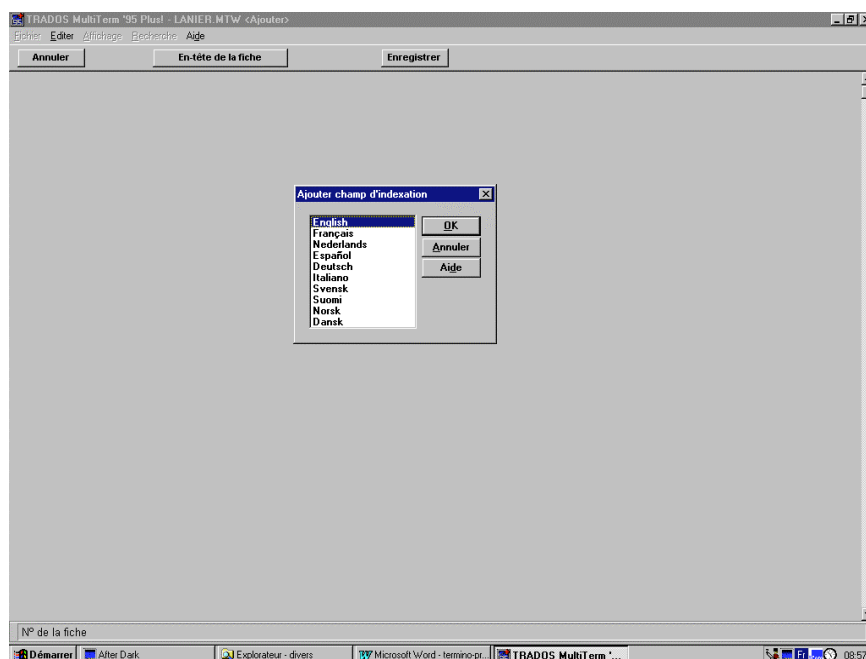 TRADOS MultiTerm '95 Plus! - LANIER.MTW <Ajouter>
Fichier Editer Affichage Recherche Aide
Annuler En-tête de la fiche Enregistrer
Ajouter champ d'indexation
English
OK
Français
Nederlands
Annuler
Español
Deutsch
Aide
Italiano
Svensk
Suomi
Norsk
Dansk
N° de la fiche
Démarrer After Dark Explorateur - divers Microsoft Word - termino-pr... TRADOS MultiTerm '... Fr 08:57